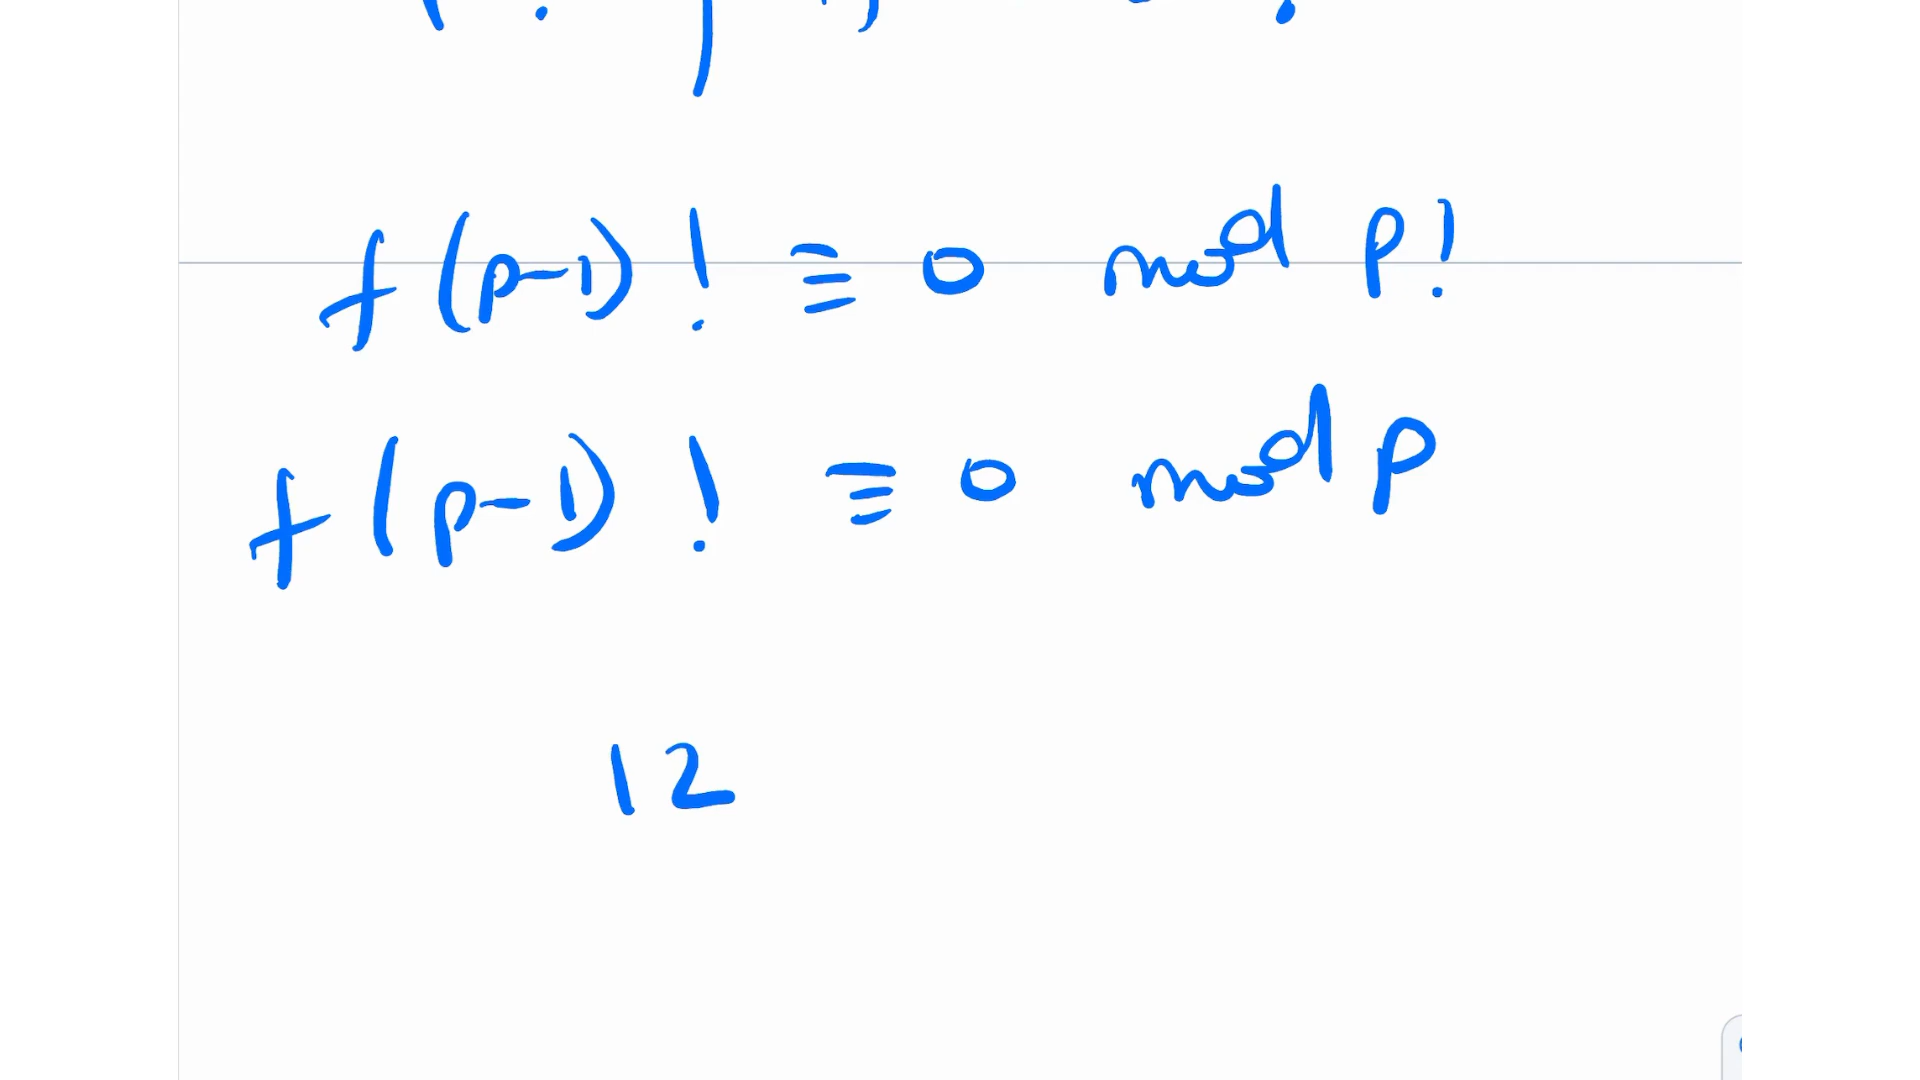 f(p-1)! ≡ 0 mod p!
f(p-1)! ≡ 0 mod p
12